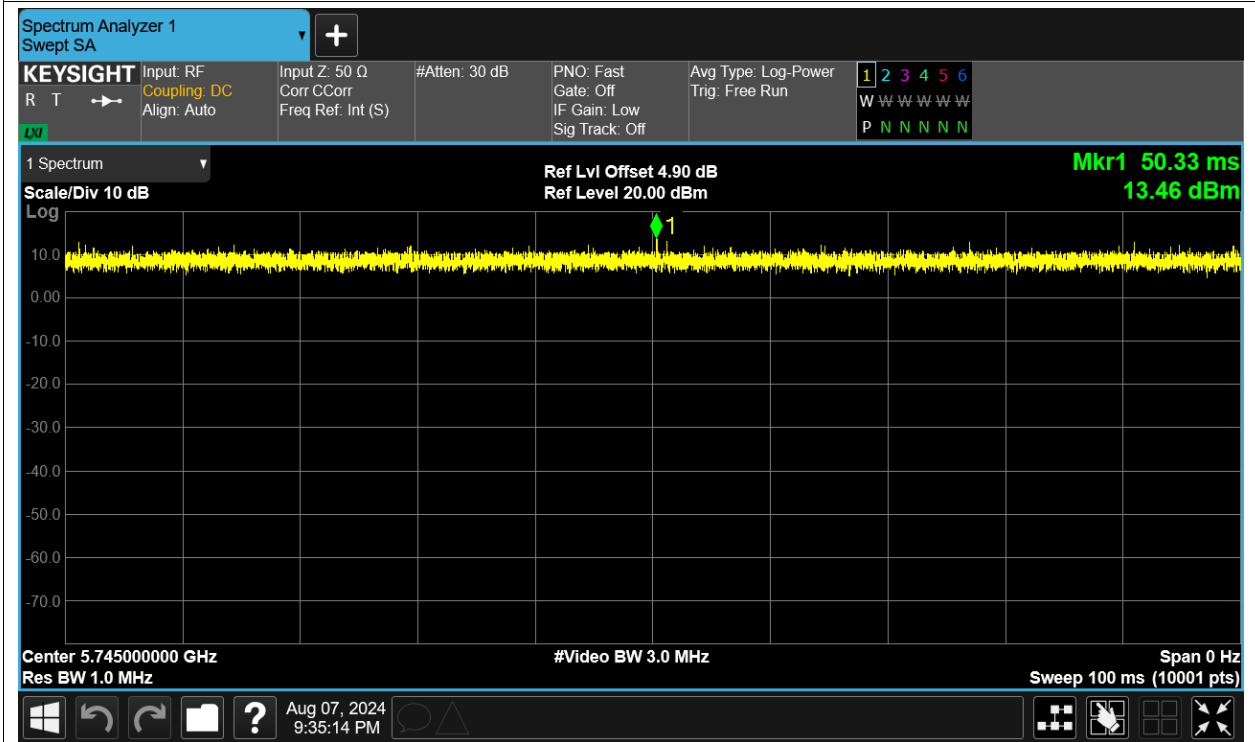 Spectrum Analyzer 1
Swept SA
KEYSIGHT
R T
LXI
Input: RF
Coupling: DC
Align: Auto
Input Z: 50 Ω
Corr CCorr
Freq Ref: Int (S)
#Atten: 30 dB
PNO: Fast
Gate: Off
IF Gain: Low
Sig Track: Off
Avg Type: Log-Power
Trig: Free Run
1 2 3 4 5 6
W W W W W W
P N N N N N
1 Spectrum
Scale/Div 10 dB
Log
Ref Lvl Offset 4.90 dB
Ref Level 20.00 dBm
Mkr1 50.33 ms
13.46 dBm
1
10.0
0.00
-10.0
-20.0
-30.0
-40.0
-50.0
-60.0
-70.0
Center 5.745000000 GHz
Res BW 1.0 MHz
#Video BW 3.0 MHz
Span 0 Hz
Sweep 100 ms (10001 pts)
?
Aug 07, 2024
9:35:14 PM